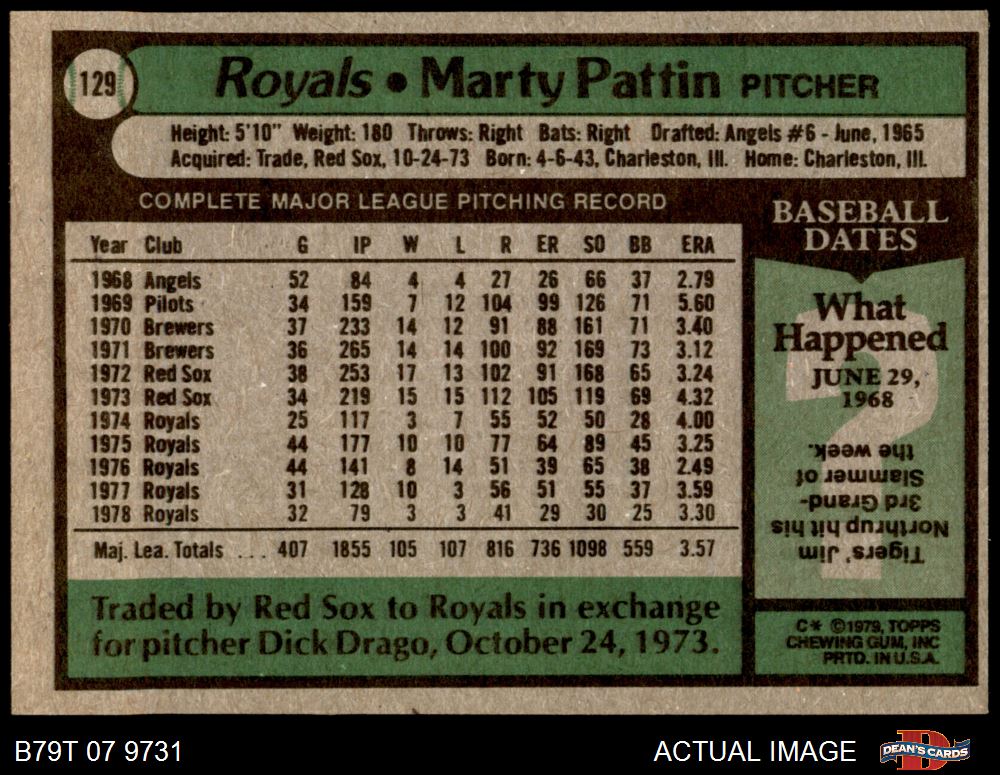 129
Royals • Marty Pattin PITCHER
Height: 5'10" Weight: 180 Throws: Right Bats: Right Drafted: Angels #6 - June, 1965
Acquired: Trade, Red Sox, 10-24-73 Born: 4-6-43, Charleston, Ill. Home: Charleston, Ill.
COMPLETE MAJOR LEAGUE PITCHING RECORD
Year Club G IP W L R ER SO BB ERA
1968 Angels 52 84 4 4 27 26 66 37 2.79
1969 Pilots 34 159 7 12 104 99 126 71 5.60
1970 Brewers 37 233 14 12 91 88 161 71 3.40
1971 Brewers 36 265 14 14 100 92 169 73 3.12
1972 Red Sox 38 253 17 13 102 91 168 65 3.24
1973 Red Sox 34 219 15 15 112 105 119 69 4.32
1974 Royals 25 117 3 7 55 52 50 28 4.00
1975 Royals 44 177 10 10 77 64 89 45 3.25
1976 Royals 44 141 8 14 51 39 65 38 2.49
1977 Royals 31 128 10 3 56 51 55 37 3.59
1978 Royals 32 79 3 3 41 29 30 25 3.30
Maj. Lea. Totals ... 407 1855 105 107 816 736 1098 559 3.57
Traded by Red Sox to Royals in exchange
for pitcher Dick Drago, October 24, 1973.
BASEBALL
DATES
What
Happened
JUNE 29,
1968
?
Tigers' Jim
Northrup hit his
3rd Grand-
Slammer of
the week.
C* ©1979, TOPPS
CHEWING GUM, INC
PRTD. IN U.S.A.
B79T 07 9731
ACTUAL IMAGE
DEAN'S CARDS